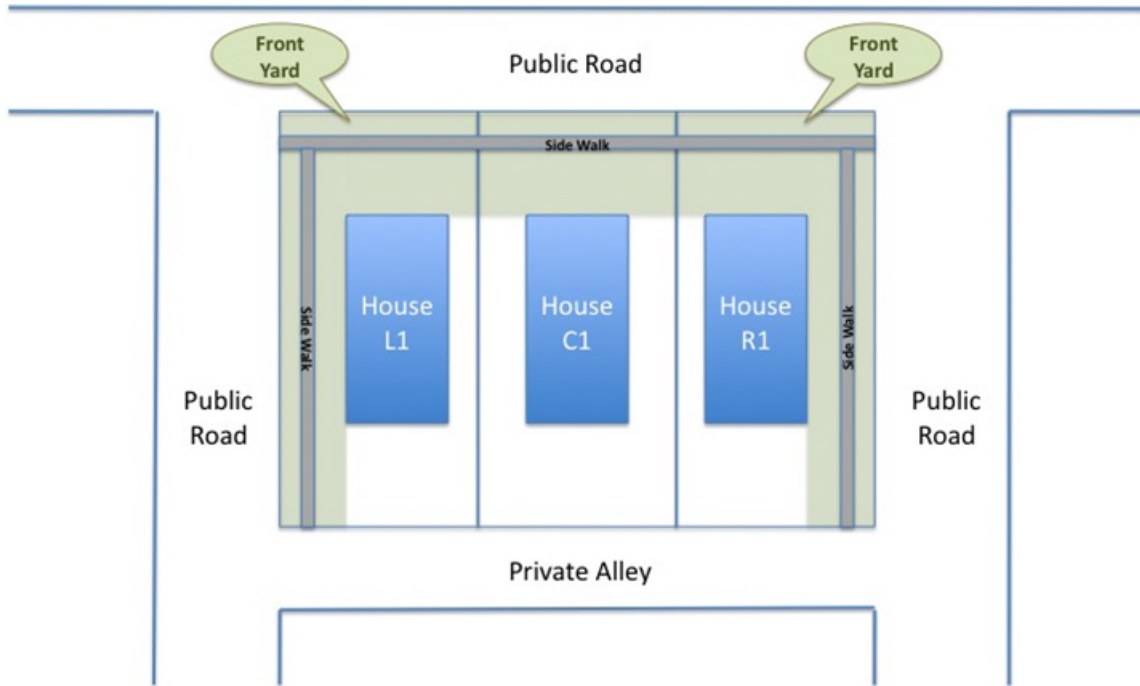 Front
Yard
Public Road
Front
Yard
Side Walk
House
L1
House
C1
House
R1
Side Walk
Side Walk
Public
Road
Public
Road
Private Alley